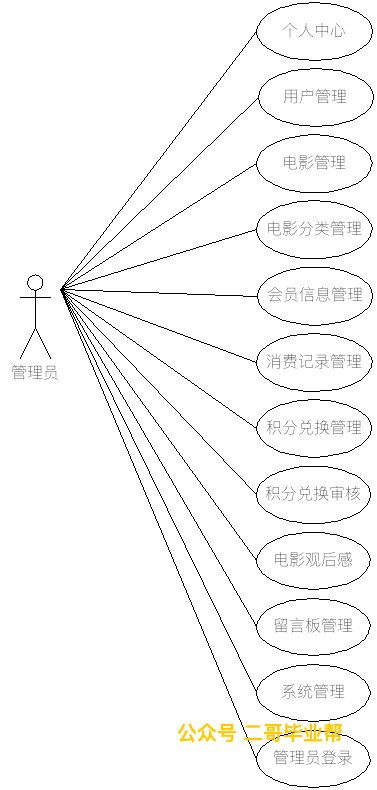 个人中心
用户管理
电影管理
电影分类管理
会员信息管理
消费记录管理
管理员
积分兑换管理
积分兑换审核
电影观后感
留言板管理
系统管理
公众号 二哥毕业帮
管理员登录